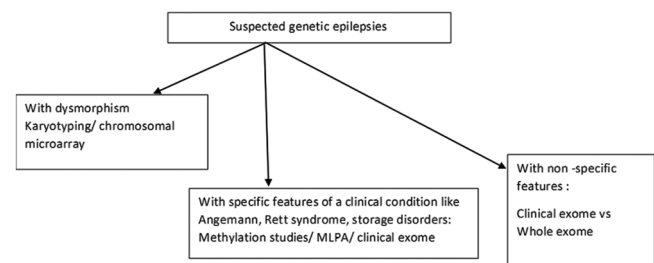 Suspected genetic epilepsies
With dysmorphism
Karyotyping/ chromosomal
microarray
With specific features of a clinical condition like
Angemann, Rett syndrome, storage disorders:
Methylation studies/ MLPA/ clinical exome
With non -specific
features :
Clinical exome vs
Whole exome